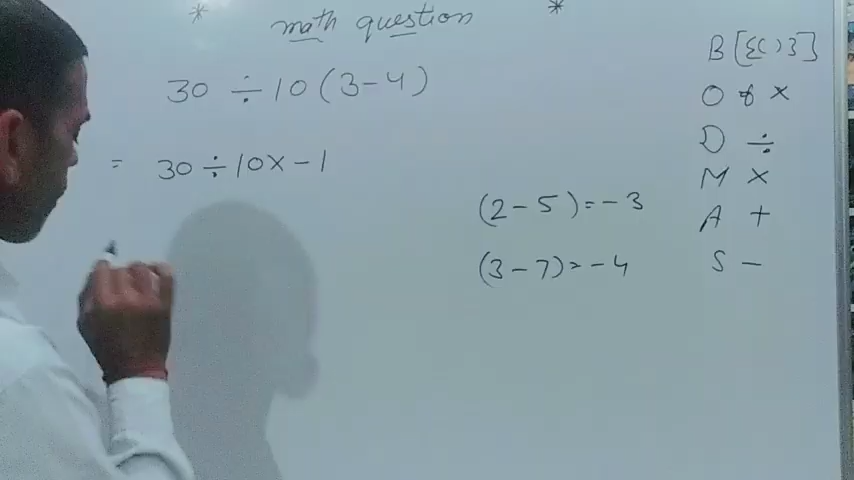 * math question *
30 ÷ 10 ( 3 - 4 )
= 30 ÷ 10 x - 1
( 2 - 5 ) = - 3
( 3 - 7 ) = - 4
B [ { ( ) } ]
O of ×
D ÷
M ×
A +
S -